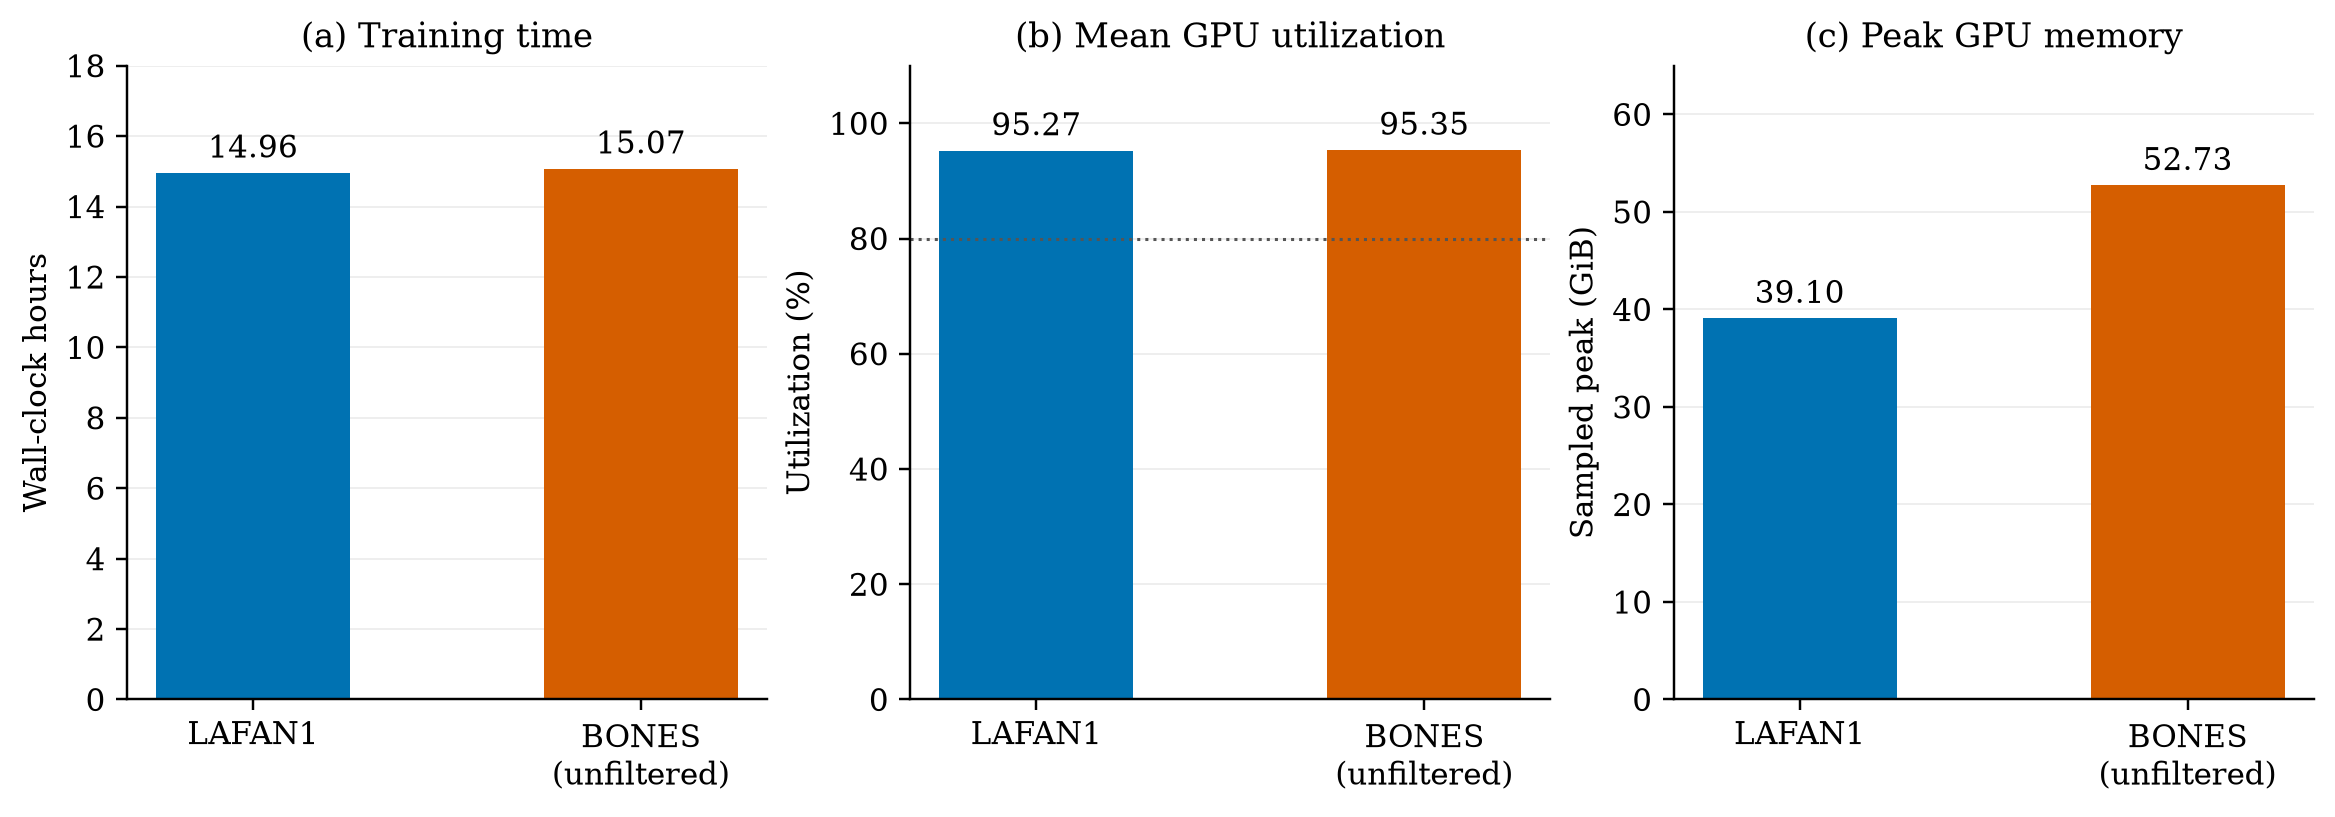 (a) Training time
Wall-clock hours
18
16
14
12
10
8
6
4
2
0
14.96
15.07
LAFAN1
BONES
(unfiltered)
(b) Mean GPU utilization
Utilization (%)
100
80
60
40
20
0
95.27
95.35
LAFAN1
BONES
(unfiltered)
(c) Peak GPU memory
Sampled peak (GiB)
60
50
40
30
20
10
0
39.10
52.73
LAFAN1
BONES
(unfiltered)